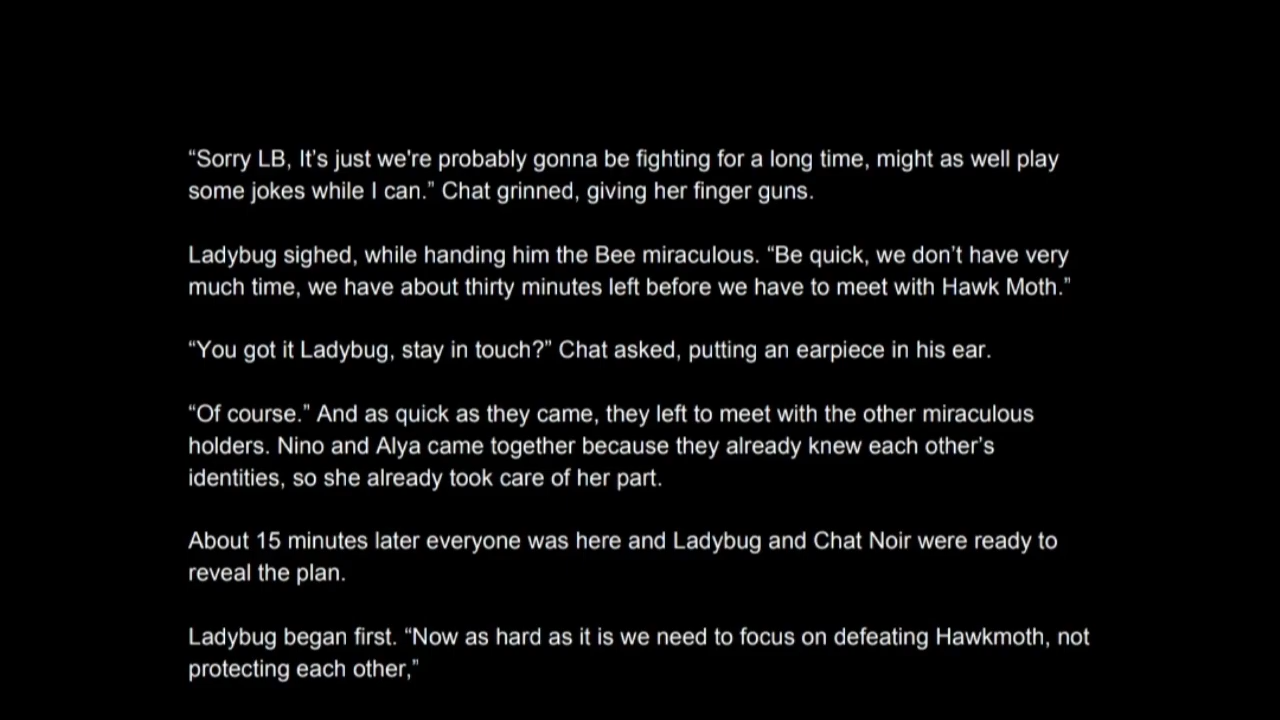 “Sorry LB, It’s just we're probably gonna be fighting for a long time, might as well play
some jokes while I can.” Chat grinned, giving her finger guns.
Ladybug sighed, while handing him the Bee miraculous. “Be quick, we don’t have very
much time, we have about thirty minutes left before we have to meet with Hawk Moth.”
“You got it Ladybug, stay in touch?” Chat asked, putting an earpiece in his ear.
“Of course.” And as quick as they came, they left to meet with the other miraculous
holders. Nino and Alya came together because they already knew each other’s
identities, so she already took care of her part.
About 15 minutes later everyone was here and Ladybug and Chat Noir were ready to
reveal the plan.
Ladybug began first. “Now as hard as it is we need to focus on defeating Hawkmoth, not
protecting each other,”